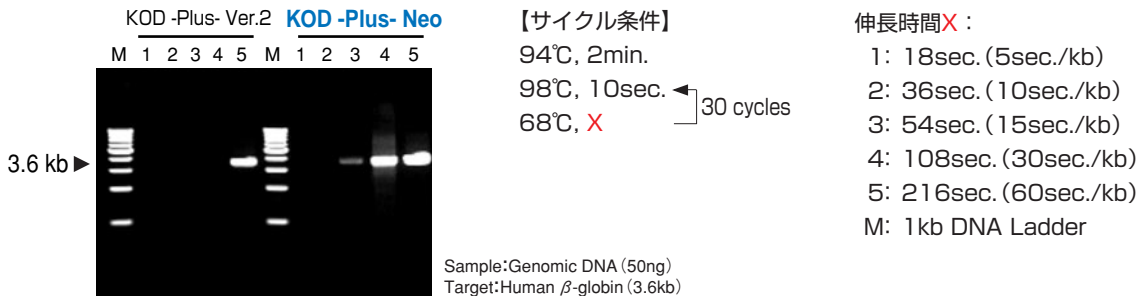 KOD -Plus- Ver.2 KOD -Plus- Neo
M 1 2 3 4 5 M 1 2 3 4 5
3.6 kb
Sample:Genomic DNA(50ng)
Target:Human β-globin(3.6kb)
【サイクル条件】
94℃, 2min.
98℃, 10sec.
68℃, X
30 cycles
伸長時間X:
1: 18sec.(5sec./kb)
2: 36sec.(10sec./kb)
3: 54sec.(15sec./kb)
4: 108sec.(30sec./kb)
5: 216sec.(60sec./kb)
M: 1kb DNA Ladder